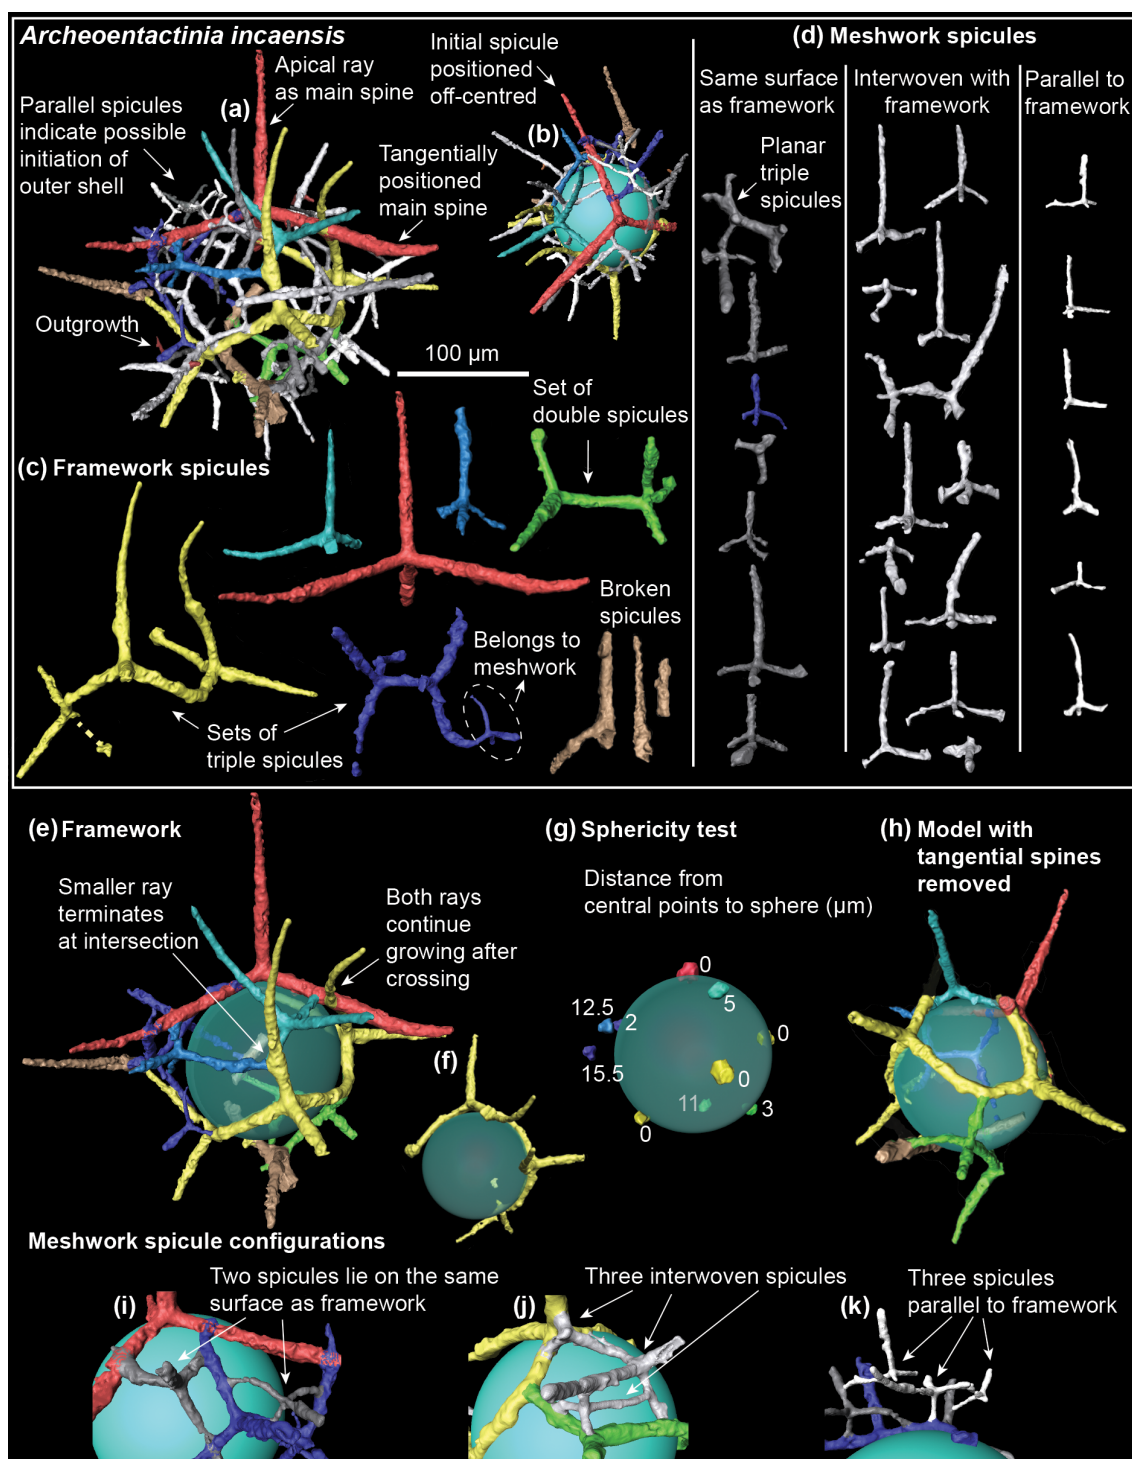 Archeoentactinia incaensis
(a)
Apical ray
as main spine
Parallel spicules
indicate possible
initiation of
outer shell
Tangentially
positioned
main spine
Outgrowth
Initial spicule
positioned
off-centred
(b)
100 µm
(c) Framework spicules
Set of
double spicules
Broken
spicules
Belongs to
meshwork
Sets of
triple spicules
(d) Meshwork spicules
Same surface
as framework
Interwoven with
framework
Parallel to
framework
Planar
triple
spicules
(e) Framework
Smaller ray
terminates
at intersection
Both rays
continue
growing after
crossing
(f)
(g) Sphericity test
Distance from
central points to sphere (µm)
0
5
12.5
2
0
15.5
0
11
3
0
(h) Model with
tangential spines
removed
Meshwork spicule configurations
(i)
Two spicules lie on the same
surface as framework
(j)
Three interwoven spicules
(k)
Three spicules
parallel to framework